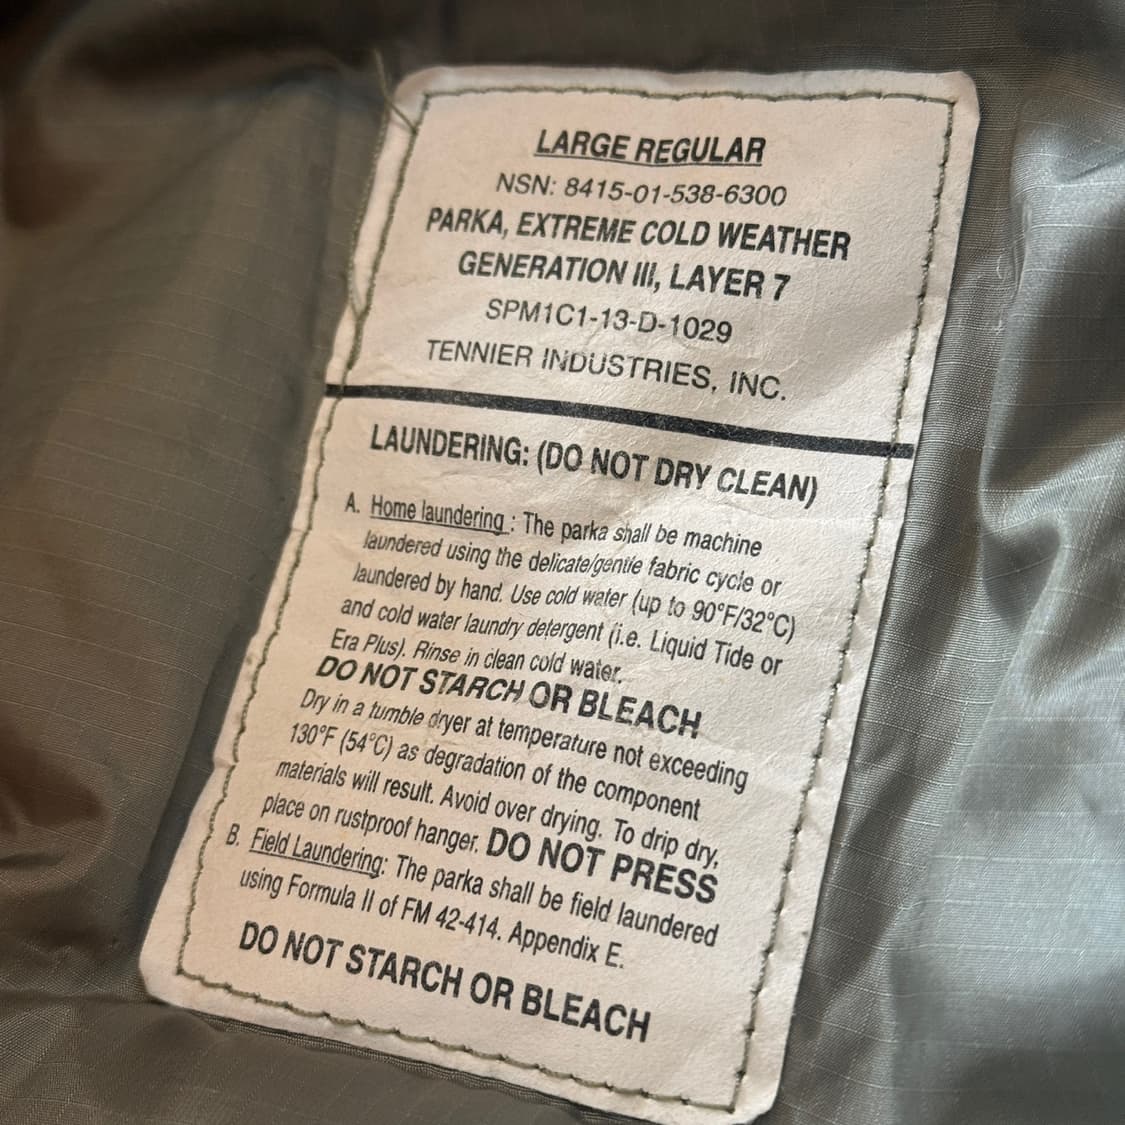 LARGE REGULAR
NSN: 8415-01-538-6300
PARKA, EXTREME COLD WEATHER
GENERATION III, LAYER 7
SPM1C1-13-D-1029
TENNIER INDUSTRIES, INC.
LAUNDERING: (DO NOT DRY CLEAN)
A. Home laundering : The parka shall be machine
laundered using the delicate/gentle fabric cycle or
laundered by hand. Use cold water (up to 90°F/32°C)
and cold water laundry detergent (i.e. Liquid Tide or
Era Plus). Rinse in clean cold water.
DO NOT STARCH OR BLEACH
Dry in a tumble dryer at temperature not exceeding
130°F (54°C) as degradation of the component
materials will result. Avoid over drying. To drip dry,
place on rustproof hanger. DO NOT PRESS
B. Field Laundering: The parka shall be field laundered
using Formula II of FM 42-414. Appendix E.
DO NOT STARCH OR BLEACH